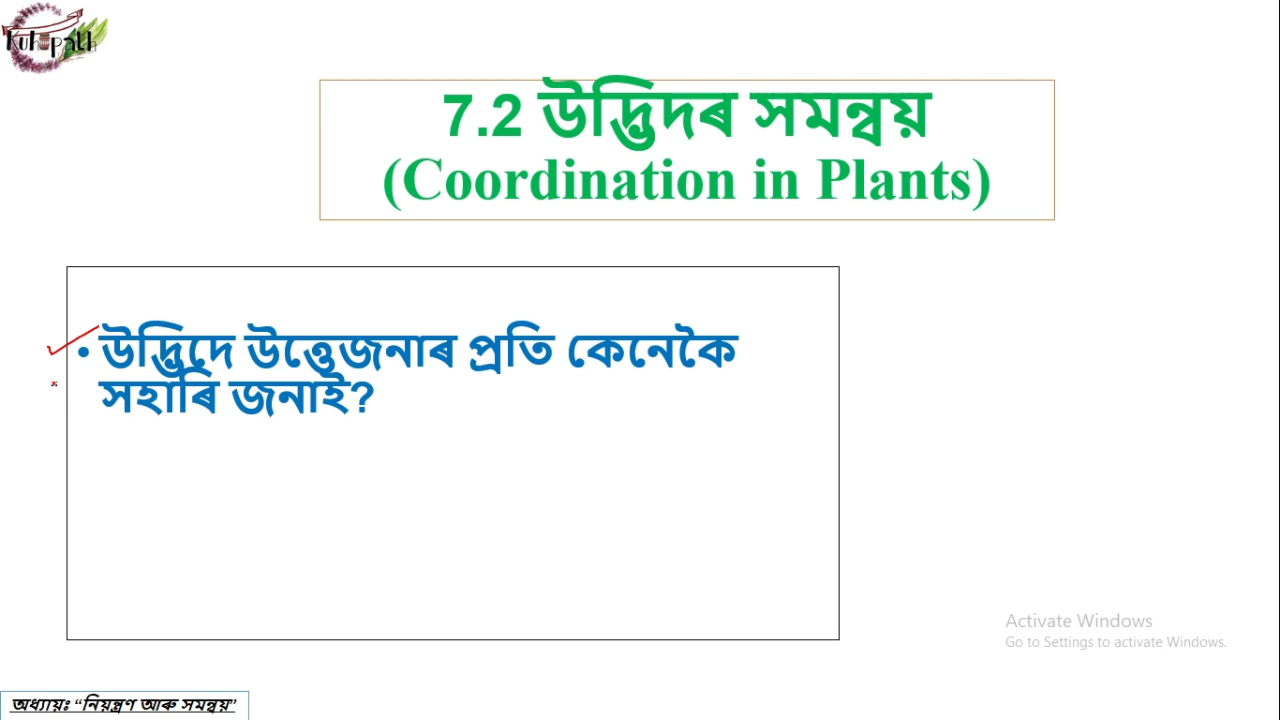 Kuhipath
7.2 উদ্ভিদৰ সমন্বয়
(Coordination in Plants)
• উদ্ভিদে উত্তেজনাৰ প্ৰতি কেনেকৈ
সহাৰি জনাই?
Activate Windows
Go to Settings to activate Windows.
অধ্যায়ঃ “নিয়ন্ত্ৰণ আৰু সমন্বয়”